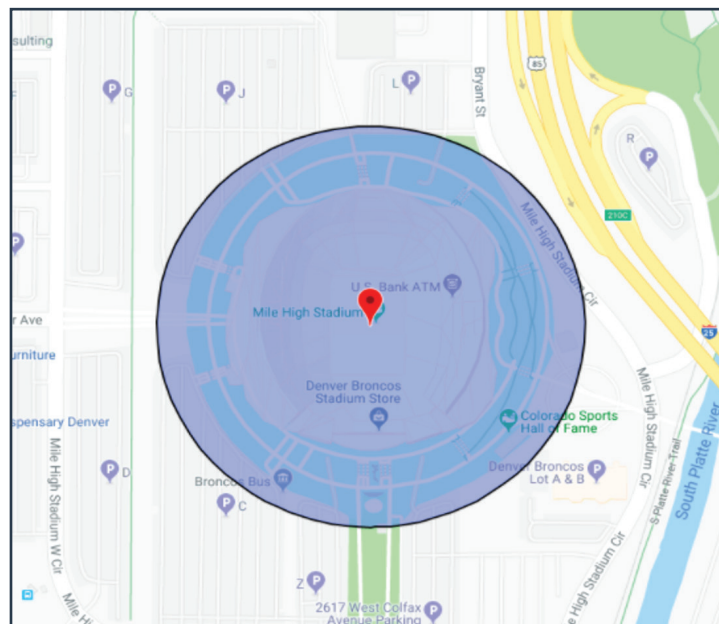 sulting
G
J
L
Bryant St
85
R
210C
Mile High Stadium Cir
U.S. Bank ATM
Mile High Stadium
r Ave
25
urniture
Denver Broncos
Stadium Store
Mile High Stadium Cir
spensary Denver
Colorado Sports
Hall of Fame
Mile High Stadium W Cir
D
Broncos Bus
C
Denver Broncos
Lot A & B
S Platte River Trail
South Platte River
Z
2617 West Colfax
Avenue Parking
Mile Hi
e High Stadium Cir